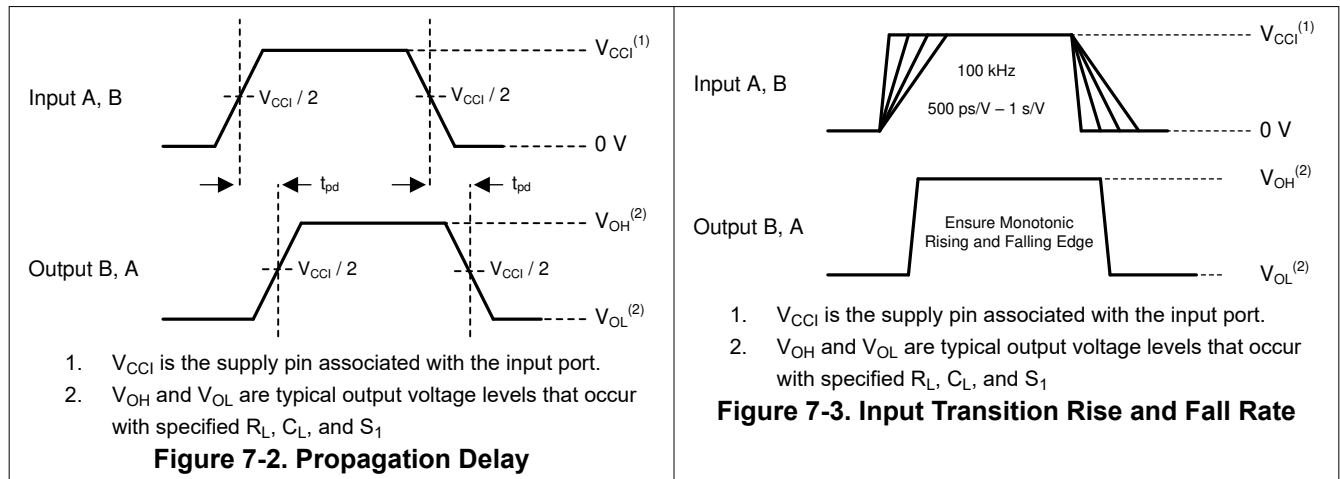 V_CCI^(1)
Input A, B
V_CCI / 2
V_CCI / 2
0 V
t_pd
t_pd
V_OH^(2)
Output B, A
V_CCI / 2
V_CCI / 2
V_OL^(2)
1. V_CCI is the supply pin associated with the input port.
2. V_OH and V_OL are typical output voltage levels that occur
with specified R_L, C_L, and S_1
Figure 7-2. Propagation Delay
V_CCI^(1)
100 kHz
Input A, B
500 ps/V – 1 s/V
0 V
V_OH^(2)
Output B, A
Ensure Monotonic
Rising and Falling Edge
V_OL^(2)
1. V_CCI is the supply pin associated with the input port.
2. V_OH and V_OL are typical output voltage levels that occur
with specified R_L, C_L, and S_1
Figure 7-3. Input Transition Rise and Fall Rate